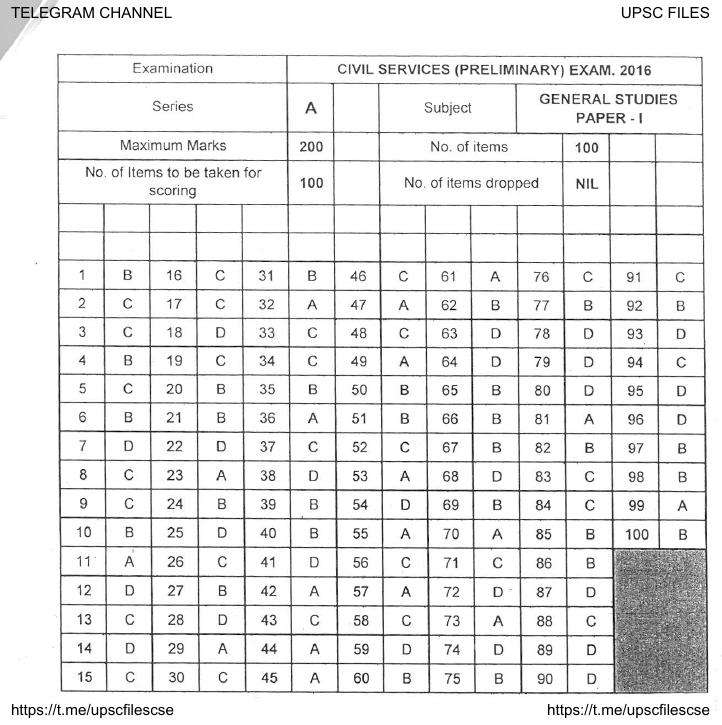 TELEGRAM CHANNEL UPSC FILES
Examination CIVIL SERVICES (PRELIMINARY) EXAM. 2016
Series A Subject GENERAL STUDIES PAPER - I
Maximum Marks 200 No. of items 100
No. of Items to be taken for scoring 100 No. of items dropped NIL
1 B 16 C 31 B 46 C 61 A 76 C 91 C
2 C 17 C 32 A 47 A 62 B 77 B 92 B
3 C 18 D 33 C 48 C 63 D 78 D 93 D
4 B 19 C 34 C 49 A 64 D 79 D 94 C
5 C 20 B 35 B 50 B 65 B 80 D 95 D
6 B 21 B 36 A 51 B 66 B 81 A 96 D
7 D 22 D 37 C 52 C 67 B 82 B 97 B
8 C 23 A 38 D 53 A 68 D 83 C 98 B
9 C 24 B 39 B 54 D 69 B 84 C 99 A
10 B 25 D 40 B 55 A 70 A 85 B 100 B
11 A 26 C 41 D 56 C 71 C 86 B
12 D 27 B 42 A 57 A 72 D 87 D
13 C 28 D 43 C 58 C 73 A 88 C
14 D 29 A 44 A 59 D 74 D 89 D
15 C 30 C 45 A 60 B 75 B 90 D
https://t.me/upscfilescse https://t.me/upscfilescse